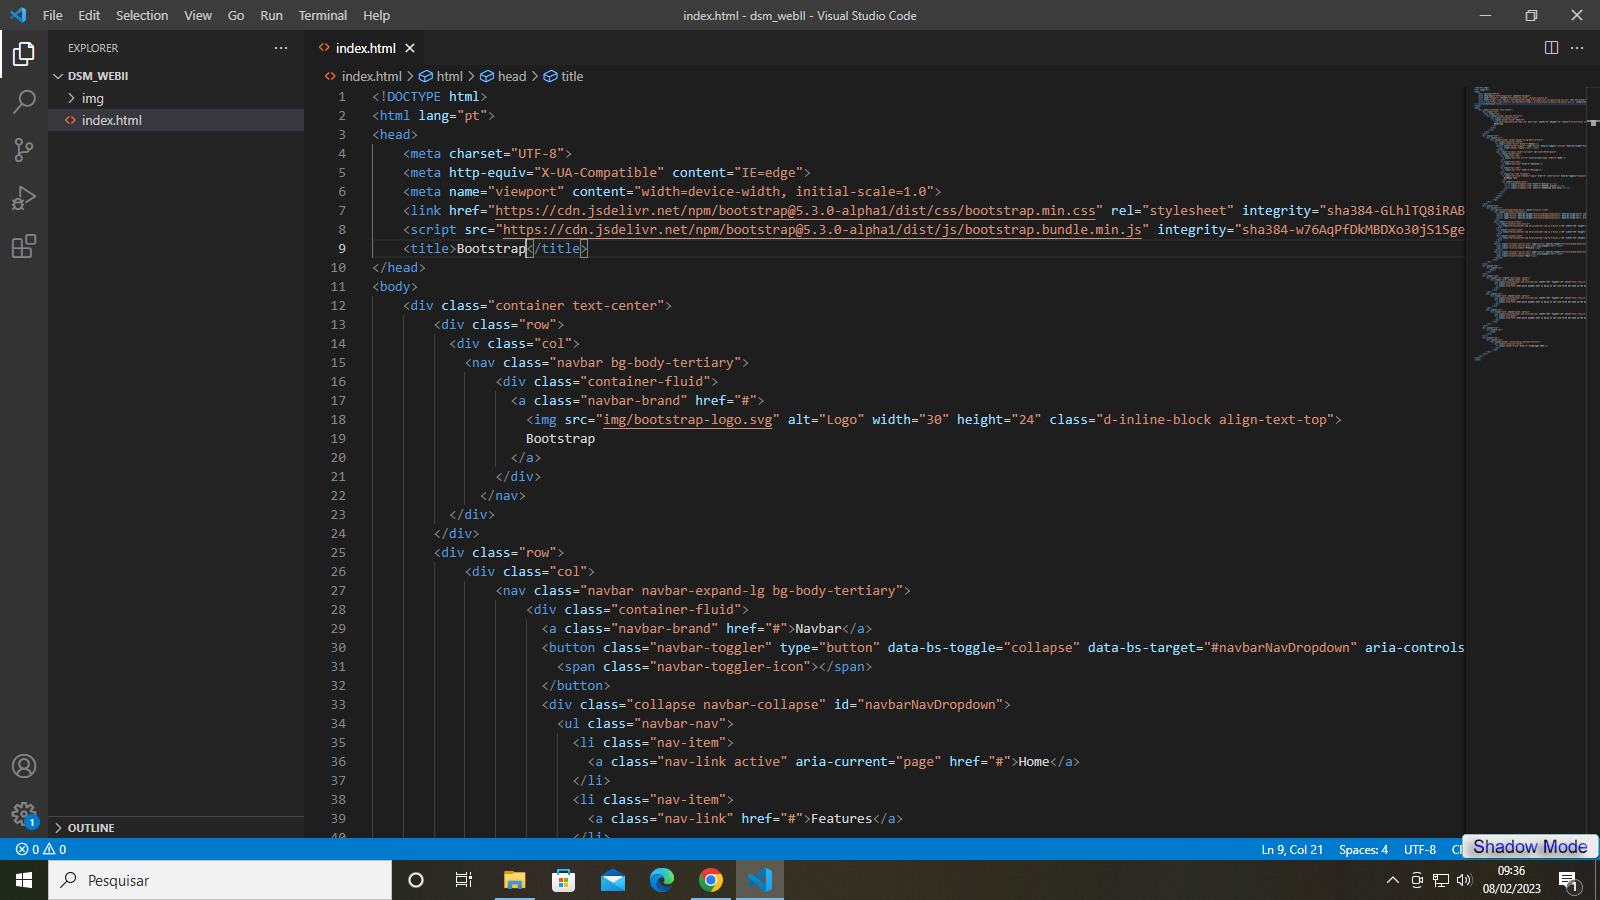 File Edit Selection View Go Run Terminal Help
index.html - dsm_webII - Visual Studio Code
EXPLORER
DSM_WEBII
img
index.html
index.html
index.html > html > head > title
1 <!DOCTYPE html>
2 <html lang="pt">
3 <head>
4 <meta charset="UTF-8">
5 <meta http-equiv="X-UA-Compatible" content="IE=edge">
6 <meta name="viewport" content="width=device-width, initial-scale=1.0">
7 <link href="https://cdn.jsdelivr.net/npm/bootstrap@5.3.0-alpha1/dist/css/bootstrap.min.css" rel="stylesheet" integrity="sha384-GLhlTQ8iRAB
8 <script src="https://cdn.jsdelivr.net/npm/bootstrap@5.3.0-alpha1/dist/js/bootstrap.bundle.min.js" integrity="sha384-w76AqPfDkMBDXo30jS1Sge
9 <title>Bootstrap</title>
10 </head>
11 <body>
12 <div class="container text-center">
13 <div class="row">
14 <div class="col">
15 <nav class="navbar bg-body-tertiary">
16 <div class="container-fluid">
17 <a class="navbar-brand" href="#">
18 <img src="img/bootstrap-logo.svg" alt="Logo" width="30" height="24" class="d-inline-block align-text-top">
19 Bootstrap
20 </a>
21 </div>
22 </nav>
23 </div>
24 </div>
25 <div class="row">
26 <div class="col">
27 <nav class="navbar navbar-expand-lg bg-body-tertiary">
28 <div class="container-fluid">
29 <a class="navbar-brand" href="#">Navbar</a>
30 <button class="navbar-toggler" type="button" data-bs-toggle="collapse" data-bs-target="#navbarNavDropdown" aria-controls
31 <span class="navbar-toggler-icon"></span>
32 </button>
33 <div class="collapse navbar-collapse" id="navbarNavDropdown">
34 <ul class="navbar-nav">
35 <li class="nav-item">
36 <a class="nav-link active" aria-current="page" href="#">Home</a>
37 </li>
38 <li class="nav-item">
39 <a class="nav-link" href="#">Features</a>
40 </li>
1
OUTLINE
0 0
Ln 9, Col 21 Spaces: 4 UTF-8
Shadow Mode
Pesquisar
09:36
08/02/2023
1